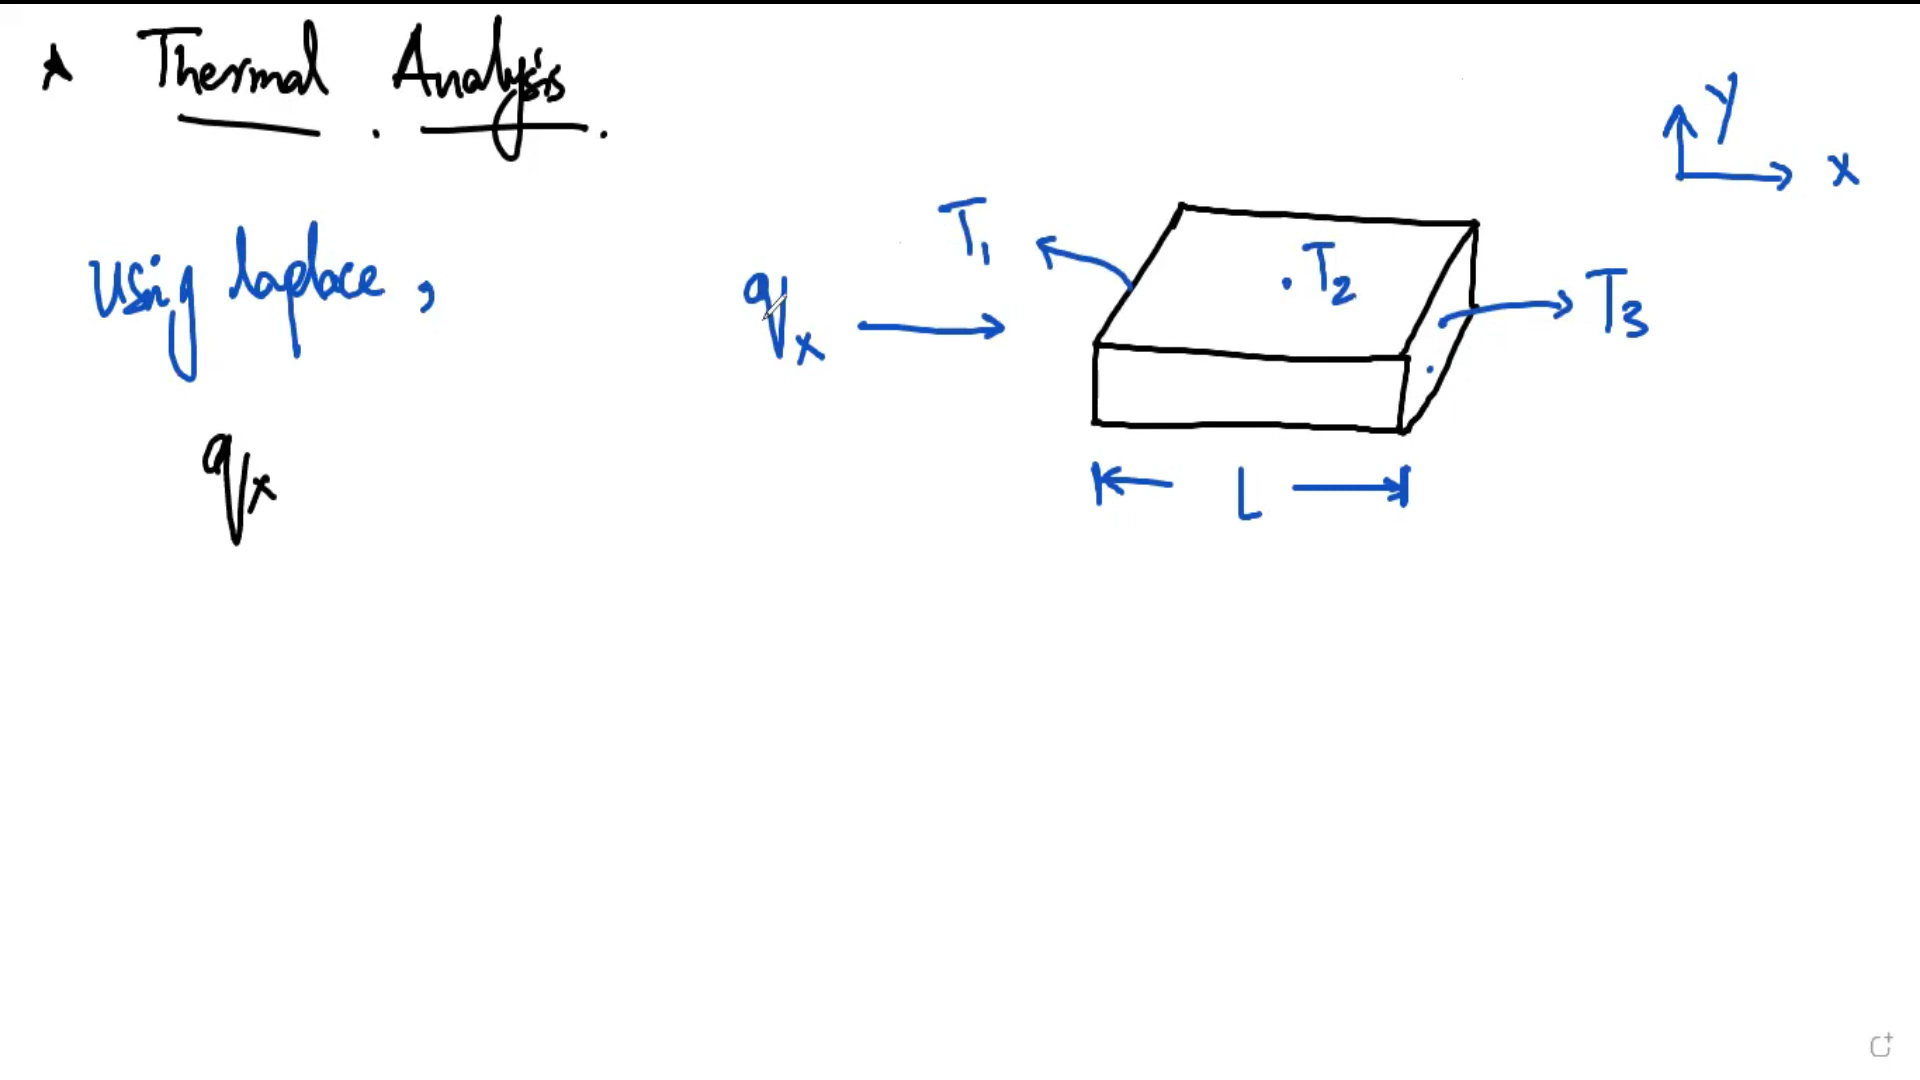 * Thermal Analysis.
Y
x
T1
.T2
using laplace,
qx
T3
qx
L